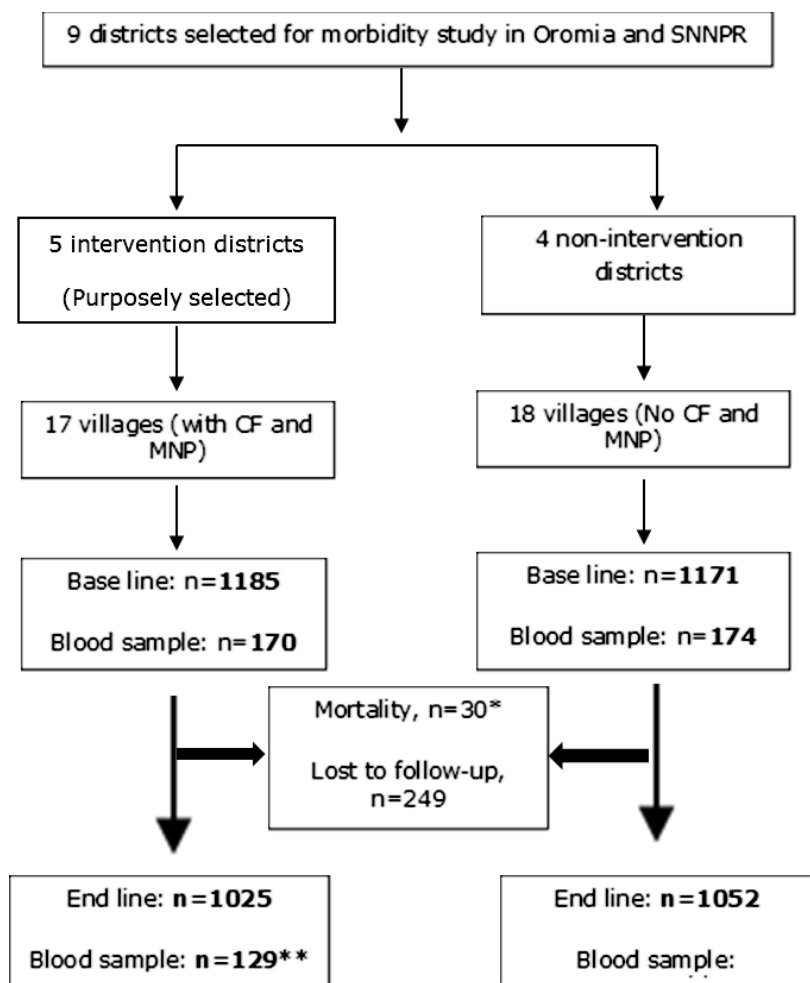 9 districts selected for morbidity study in Oromia and SNNPR
5 intervention districts
(Purposely selected)
4 non-intervention
districts
17 villages (with CF and
MNP)
18 villages (No CF and
MNP)
Base line: n=1185
Blood sample: n=170
Base line: n=1171
Blood sample: n=174
Mortality, n=30*
Lost to follow-up,
n=249
End line: n=1025
Blood sample: n=129**
End line: n=1052
Blood sample: